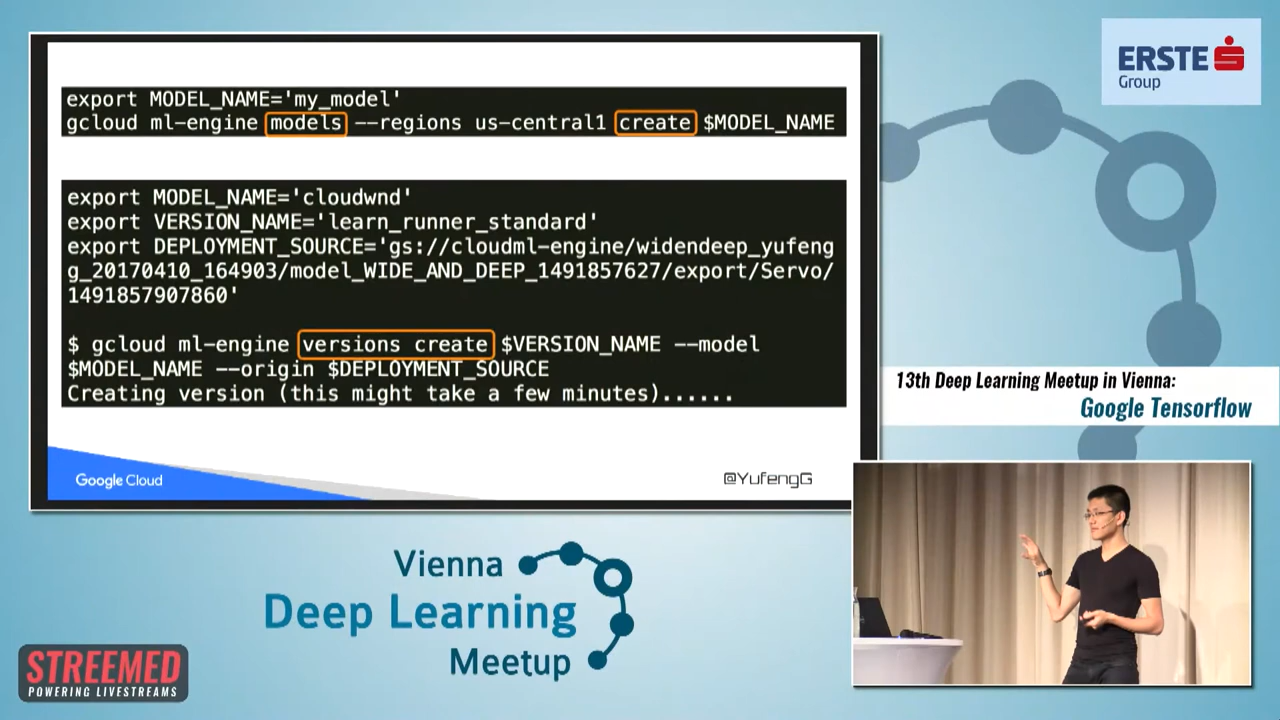 export MODEL_NAME='my_model'
gcloud ml-engine models --regions us-central1 create $MODEL_NAME
export MODEL_NAME='cloudwnd'
export VERSION_NAME='learn_runner_standard'
export DEPLOYMENT_SOURCE='gs://cloudml-engine/widendeep_yufeng
g_20170410_164903/model_WIDE_AND_DEEP_1491857627/export/Servo/
1491857907860'
$ gcloud ml-engine versions create $VERSION_NAME --model
$MODEL_NAME --origin $DEPLOYMENT_SOURCE
Creating version (this might take a few minutes)......
Google Cloud
@YufengG
ERSTE
Group
13th Deep Learning Meetup in Vienna:
Google Tensorflow
Vienna
Deep Learning
Meetup
STREEMED
POWERING LIVESTREAMS